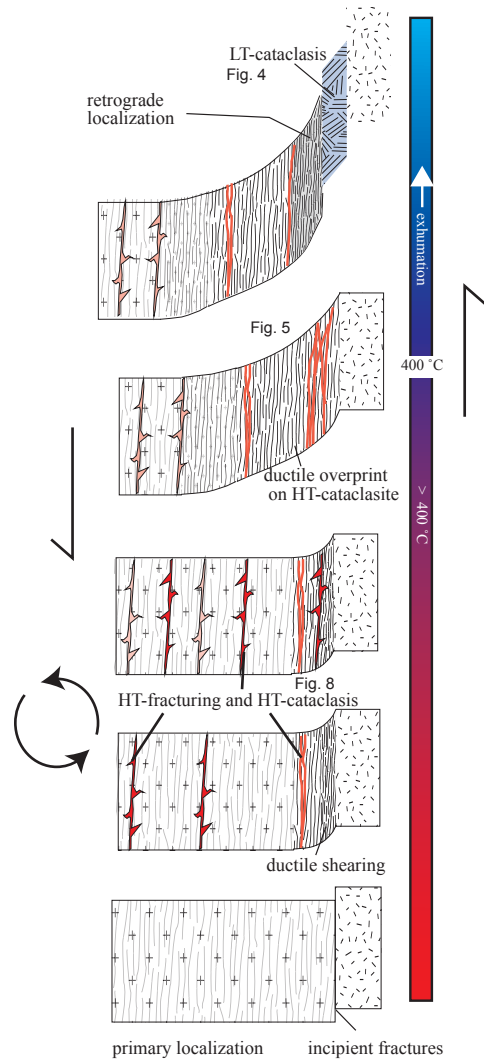 LT-cataclasis
Fig. 4
retrograde
localization
exhumation
Fig. 5
400 ˚C
ductile overprint
on HT-cataclasite
> 400 ˚C
Fig. 8
HT-fracturing and HT-cataclasis
ductile shearing
primary localization
incipient fractures